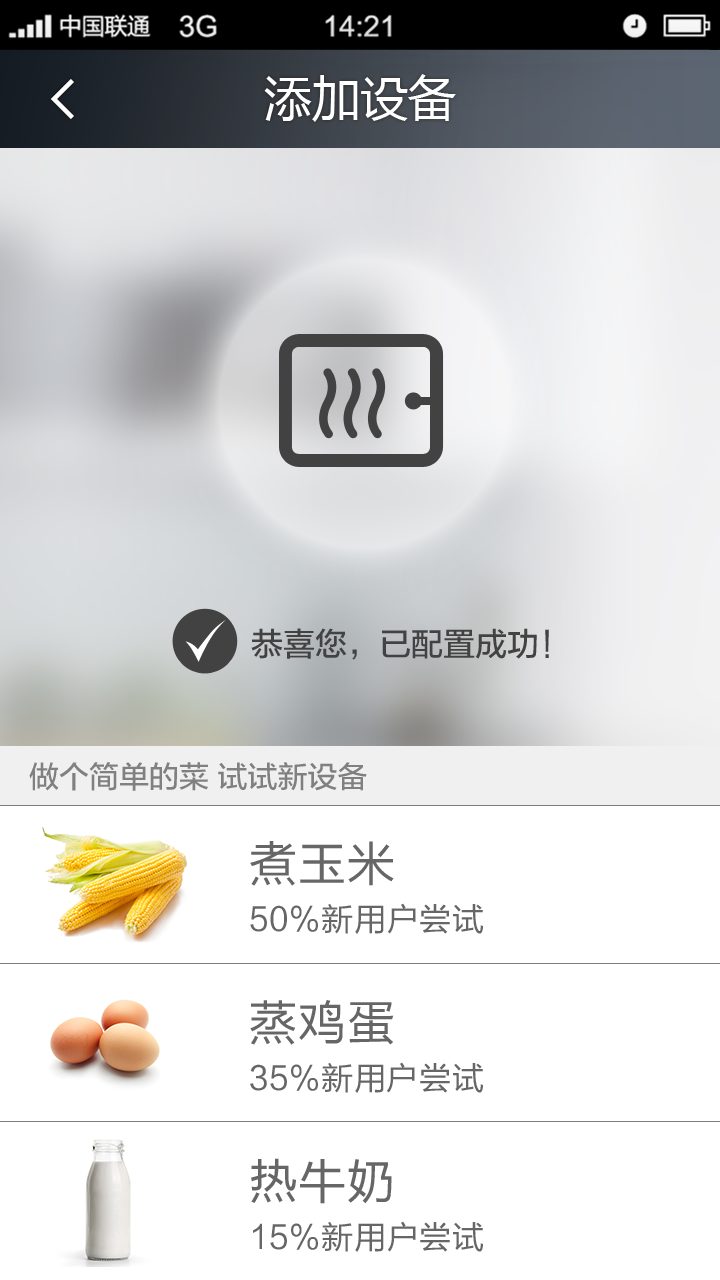 中国联通 3G 14:21
添加设备
恭喜您，已配置成功！
做个简单的菜 试试新设备
煮玉米
50%新用户尝试
蒸鸡蛋
35%新用户尝试
热牛奶
15%新用户尝试